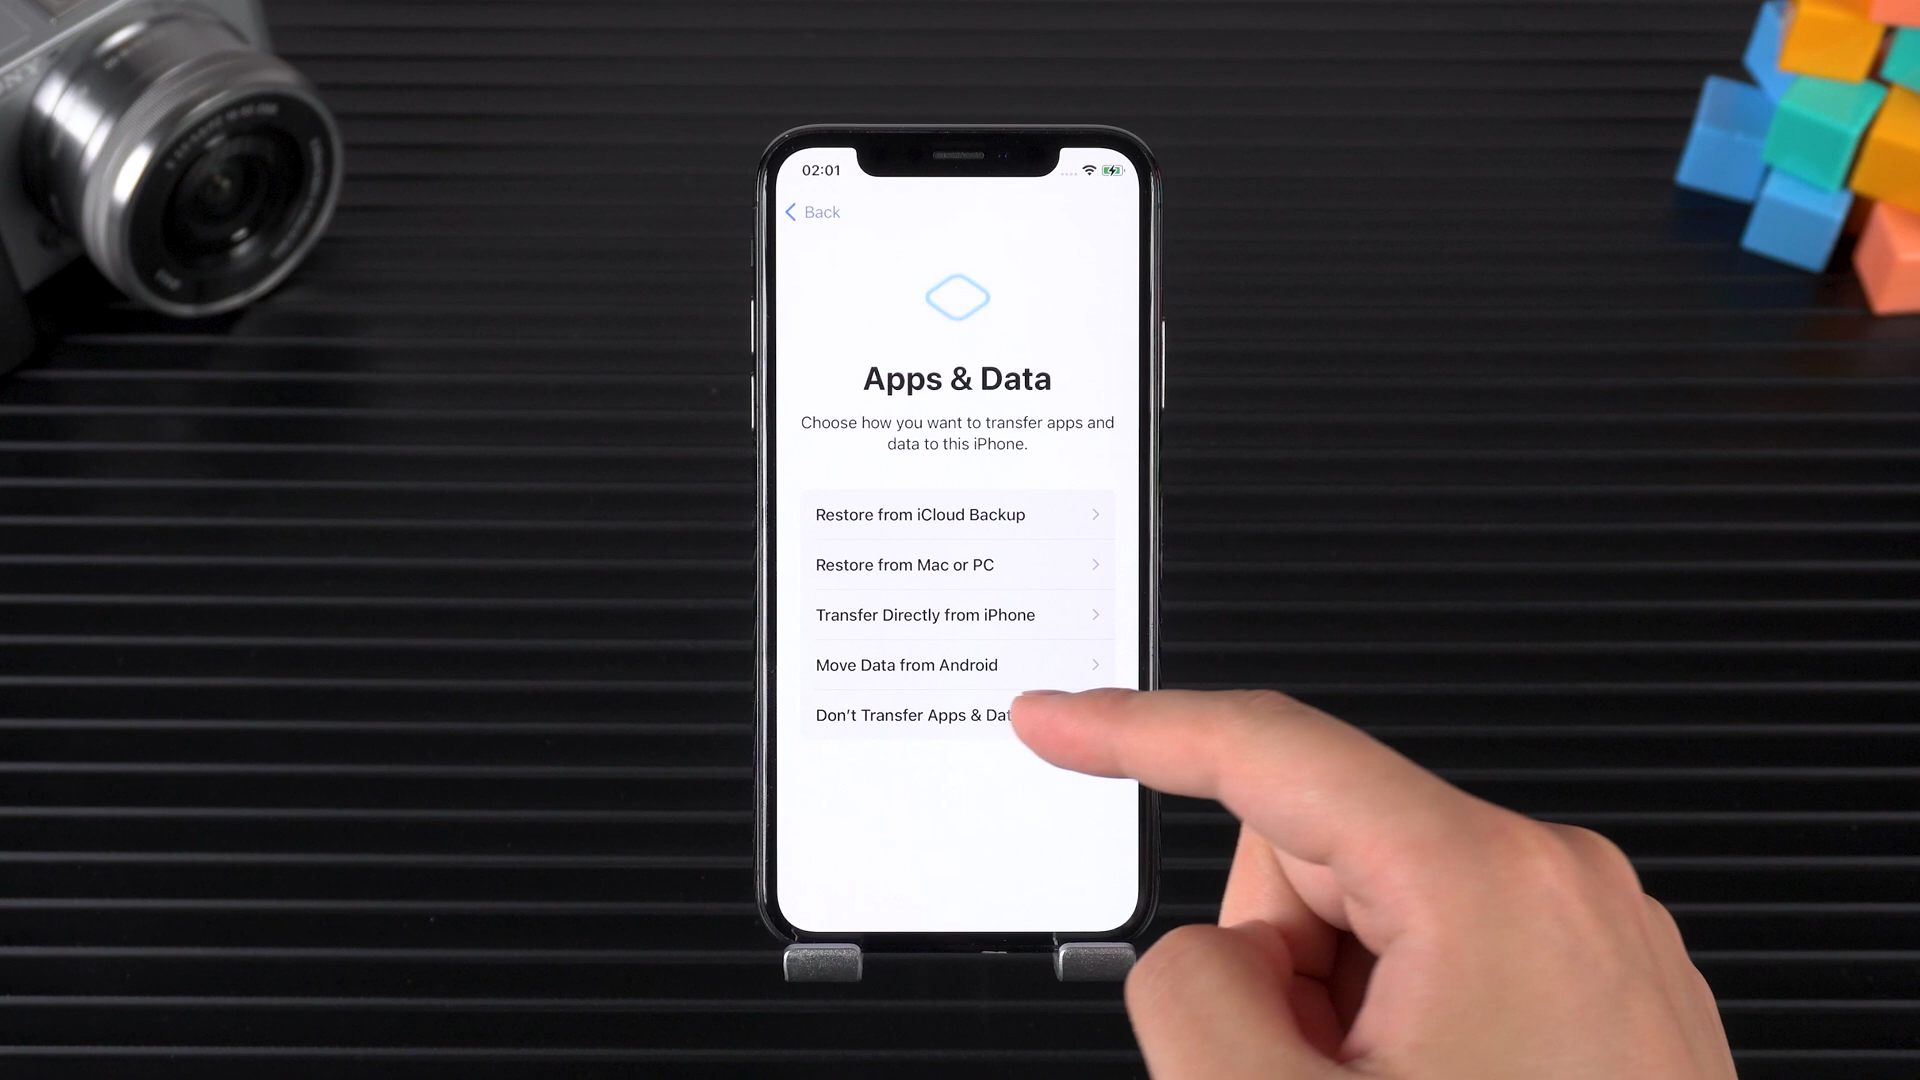 02:01
Back
Apps & Data
Choose how you want to transfer apps and
data to this iPhone.
Restore from iCloud Backup
Restore from Mac or PC
Transfer Directly from iPhone
Move Data from Android
Don’t Transfer Apps &